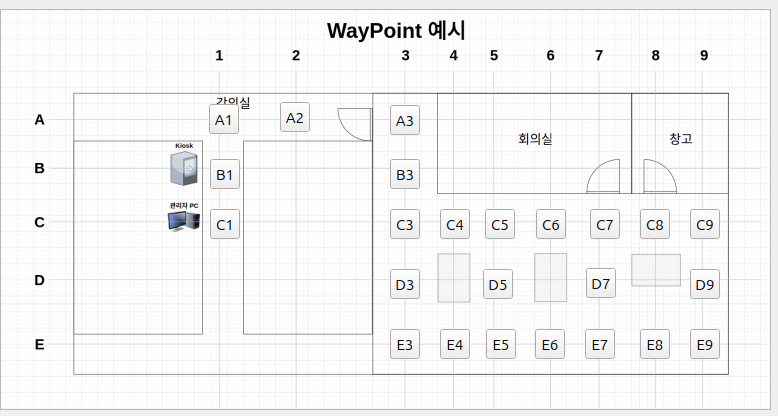 WayPoint 예시
1 2 3 4 5 6 7 8 9
강의실
A A1 A2 A3
회의실 창고
Kiosk
B B1 B3
관리자 PC
C C1 C3 C4 C5 C6 C7 C8 C9
D D3 D5 D7 D9
E E3 E4 E5 E6 E7 E8 E9